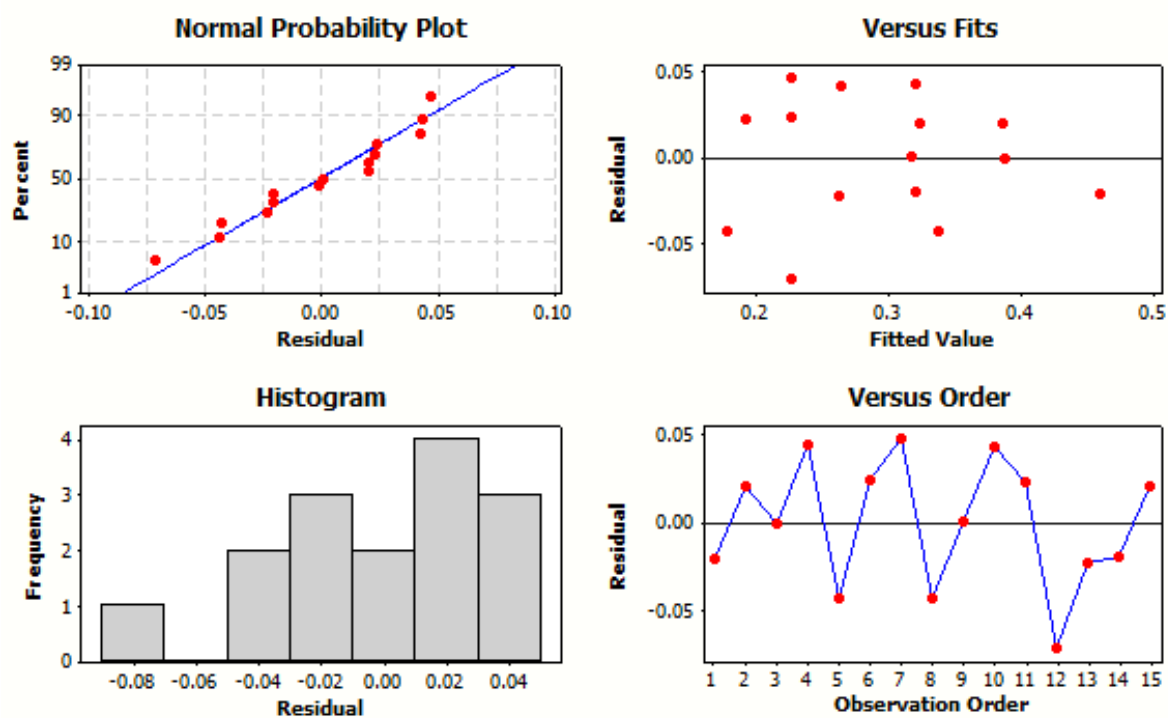 Normal Probability Plot
99
90
50
10
1
Percent
-0.10 -0.05 0.00 0.05 0.10
Residual
Versus Fits
0.05
0.00
-0.05
Residual
0.2 0.3 0.4 0.5
Fitted Value
Histogram
4
3
2
1
0
Frequency
-0.08 -0.06 -0.04 -0.02 0.00 0.02 0.04
Residual
Versus Order
0.05
0.00
-0.05
Residual
1 2 3 4 5 6 7 8 9 10 11 12 13 14 15
Observation Order